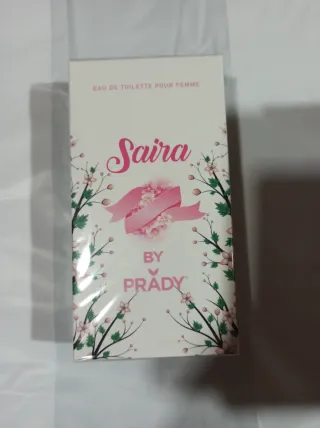 EAU DE TOILETTE POUR FEMME
Saira
BY
PRADY